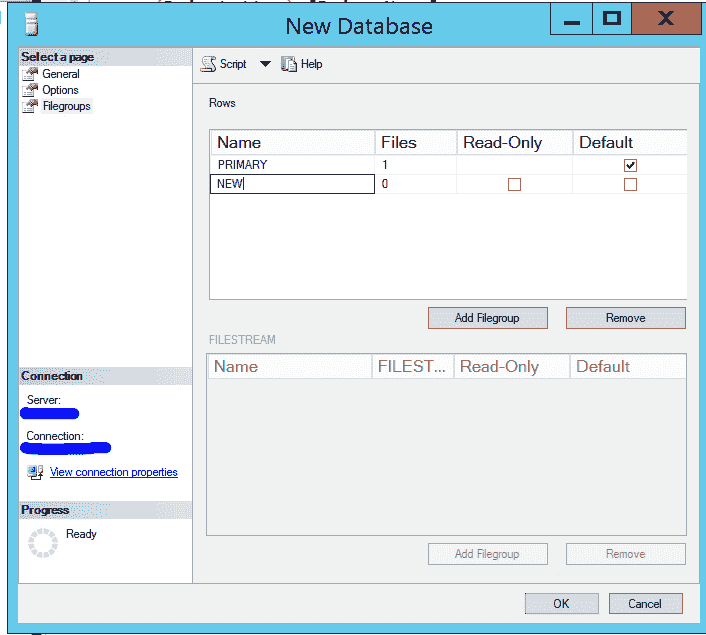 New Database
Select a page
General
Options
Filegroups
Script Help
Rows
Name Files Read-Only Default
PRIMARY 1
NEW 0
Add Filegroup Remove
FILESTREAM
Name FILEST... Read-Only Default
Connection
Server:
Connection:
View connection properties
Progress
Ready
Add Filegroup Remove
OK Cancel